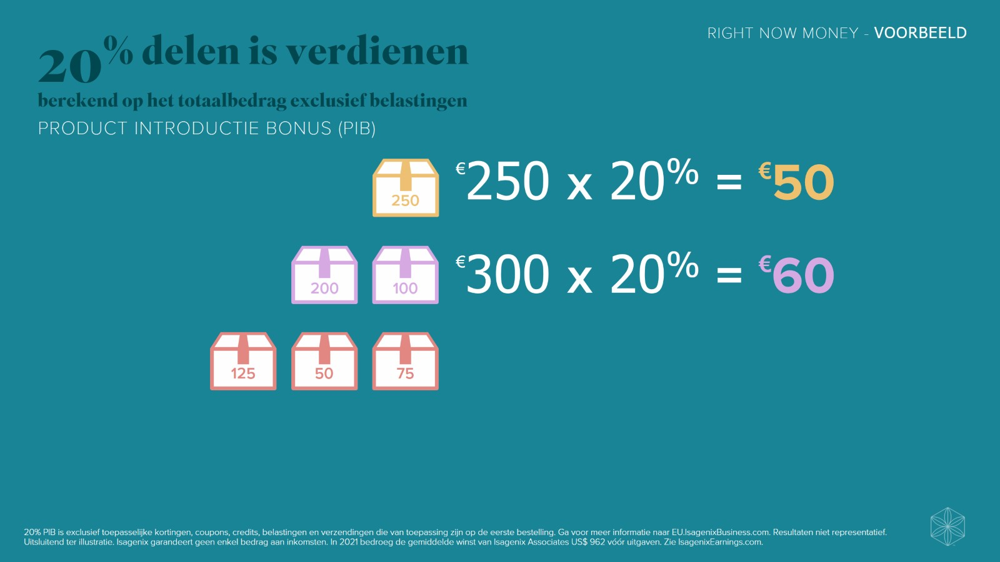 RIGHT NOW MONEY - VOORBEELD
20% delen is verdienen
berekend op het totaalbedrag exclusief belastingen
PRODUCT INTRODUCTIE BONUS (PIB)
250 €250 x 20% = €50
200 100 €300 x 20% = €60
125 50 75
20% PIB is exclusief toepasselijke kortingen, coupons, credits, belastingen en verzendingen die van toepassing zijn op de eerste bestelling. Ga voor meer informatie naar EU.IsagenixBusiness.com. Resultaten niet representatief.
Uitsluitend ter illustratie. Isagenix garandeert geen enkel bedrag aan inkomsten. In 2021 bedroeg de gemiddelde winst van Isagenix Associates US$ 962 vóór uitgaven. Zie IsagenixEarnings.com.